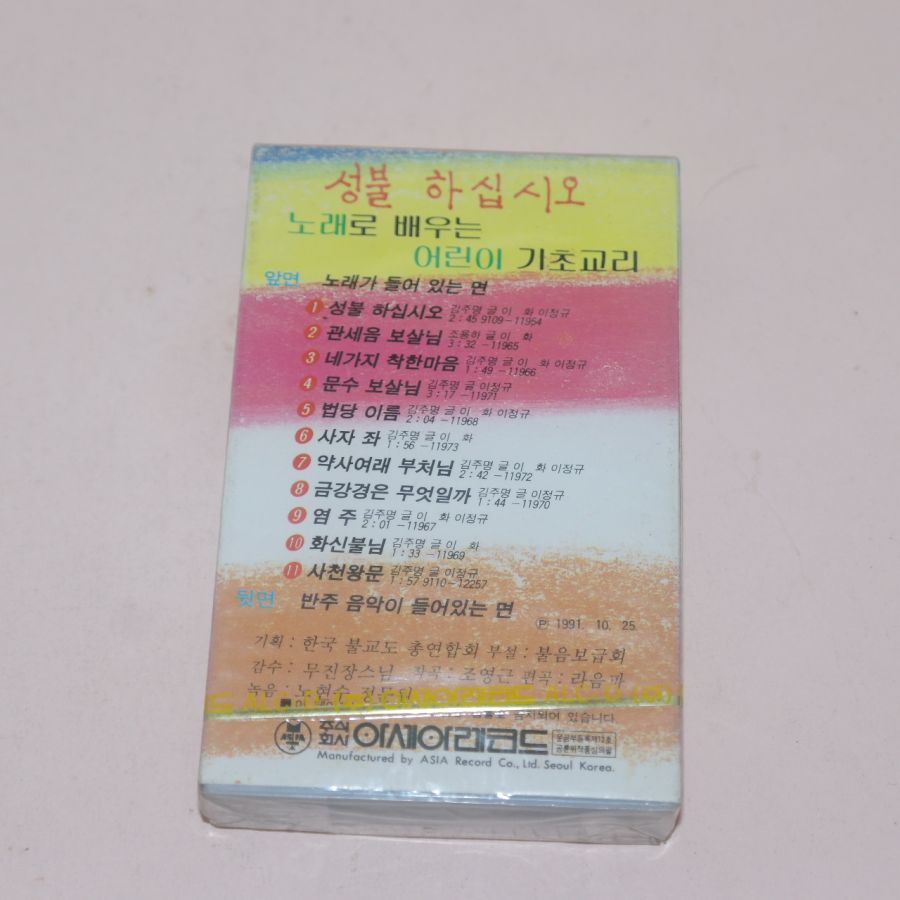 성불 하십시오
노래로 배우는
어린이 기초교리
앞면 노래가 들어 있는 면
1 성불 하십시오 김주명 글 이 화 이정규
2:45 9109-11954
2 관세음 보살님 조용하 글 이 화
3:32 -11965
3 네가지 착한마음 김주명 글 이 화 이정규
1:49 -11966
4 문수 보살님 김주명 글 이정규
3:17 -11971
5 법당 이름 김주명 글 이 화 이정규
2:04 -11968
6 사자 좌 김주명 글 이 화
1:56 -11973
7 약사여래 부처님 김주명 글 이 화 이정규
2:42 -11972
8 금강경은 무엇일까 김주명 글 이정규
1:44 -11970
9 염 주 김주명 글 이 화 이정규
2:01 -11967
10 화신불님 김주명 글 이 화
1:33 -11969
11 사천왕문 김주명 글 이정규
1:57 9110-12257
뒷면 반주 음악이 들어있는 면
Ⓟ 1991. 10. 25
기획: 한국 불교도 총연합회 부설: 불음보급회
감수: 무진장스님 작곡: 조영근 편곡: 라음파
녹음: 노현수
있습니다.
ASIA 주식회사 아세아레코드
Manufactured by ASIA Record Co., Ltd. Seoul Korea.